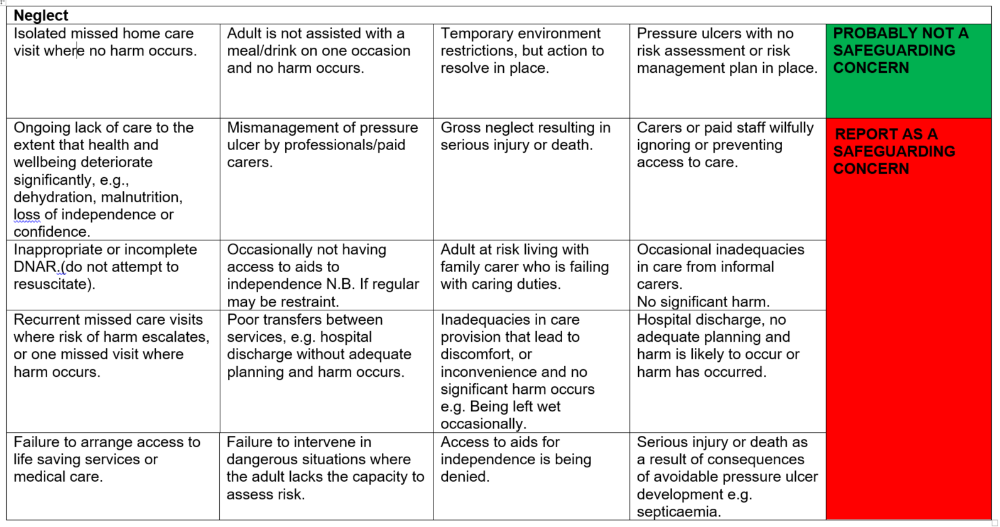 Neglect
Isolated missed home care
visit where no harm occurs.
Adult is not assisted with a
meal/drink on one occasion
and no harm occurs.
Temporary environment
restrictions, but action to
resolve in place.
Pressure ulcers with no
risk assessment or risk
management plan in place.
PROBABLY NOT A
SAFEGUARDING
CONCERN
Ongoing lack of care to the
extent that health and
wellbeing deteriorate
significantly, e.g.,
dehydration, malnutrition,
loss of independence or
confidence.
Mismanagement of pressure
ulcer by professionals/paid
carers.
Gross neglect resulting in
serious injury or death.
Carers or paid staff wilfully
ignoring or preventing
access to care.
REPORT AS A
SAFEGUARDING
CONCERN
Inappropriate or incomplete
DNAR.(do not attempt to
resuscitate).
Occasionally not having
access to aids to
independence N.B. If regular
may be restraint.
Adult at risk living with
family carer who is failing
with caring duties.
Occasional inadequacies
in care from informal
carers.
No significant harm.
Recurrent missed care visits
where risk of harm escalates,
or one missed visit where
harm occurs.
Poor transfers between
services, e.g. hospital
discharge without adequate
planning and harm occurs.
Inadequacies in care
provision that lead to
discomfort, or
inconvenience and no
significant harm occurs
e.g. Being left wet
occasionally.
Hospital discharge, no
adequate planning and
harm is likely to occur or
harm has occurred.
Failure to arrange access to
life saving services or
medical care.
Failure to intervene in
dangerous situations where
the adult lacks the capacity to
assess risk.
Access to aids for
independence is being
denied.
Serious injury or death as
a result of consequences
of avoidable pressure ulcer
development e.g.
septicaemia.